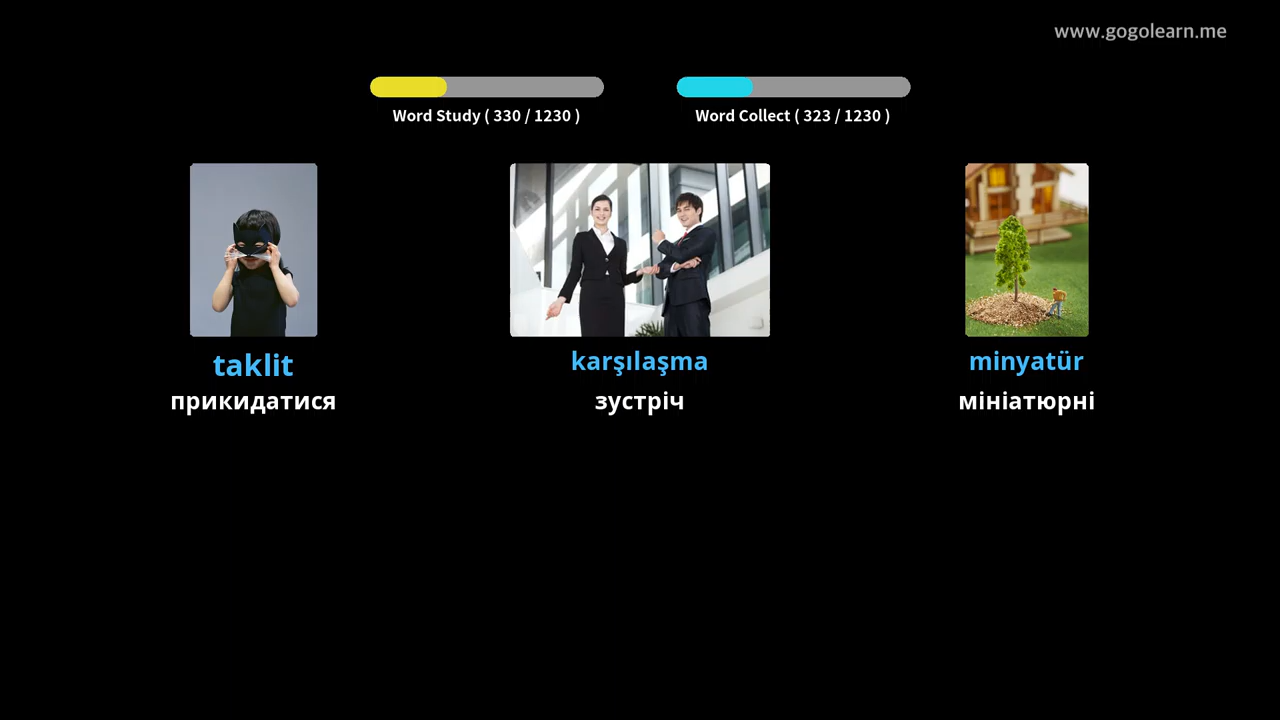 www.gogolearn.me
Word Study ( 330 / 1230 )
Word Collect ( 323 / 1230 )
taklit
karşılaşma
minyatür
прикидатися
зустріч
мініатюрні